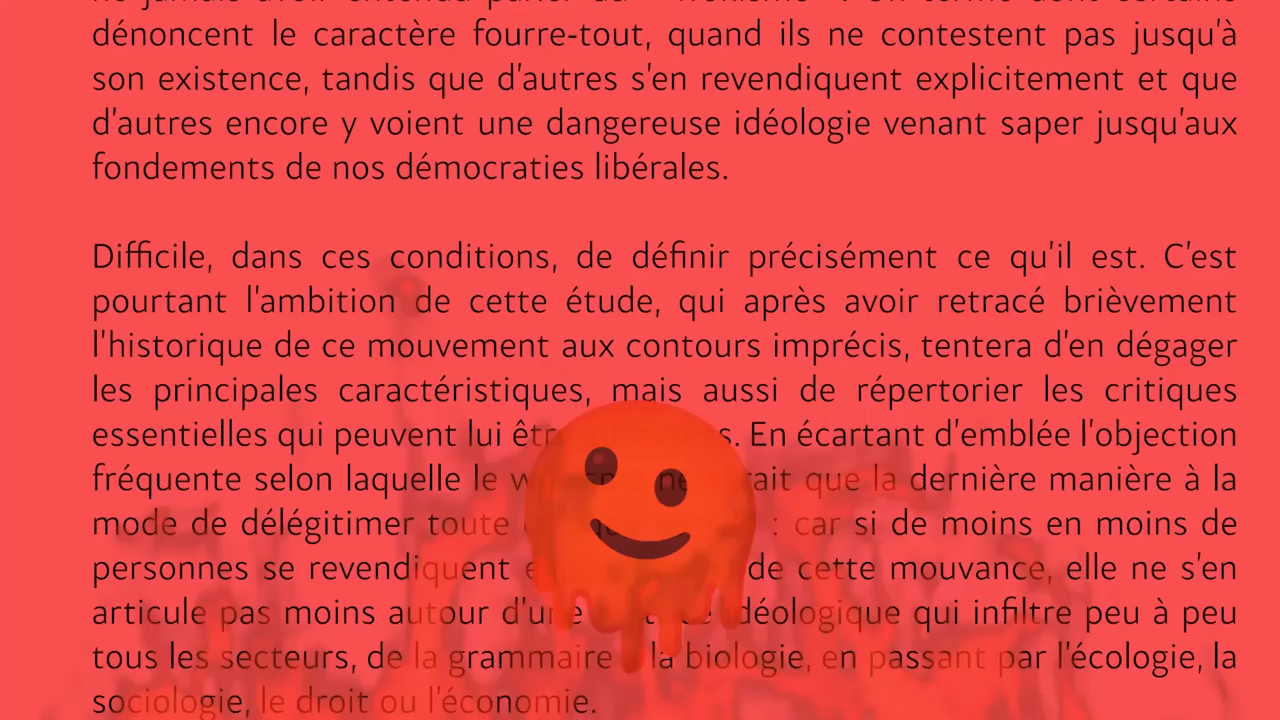 dénoncent le caractère fourre-tout, quand ils ne contestent pas jusqu'à
son existence, tandis que d'autres s'en revendiquent explicitement et que
d'autres encore y voient une dangereuse idéologie venant saper jusqu'aux
fondements de nos démocraties libérales.
Difficile, dans ces conditions, de définir précisément ce qu'il est. C'est
pourtant l'ambition de cette étude, qui après avoir retracé brièvement
l'historique de ce mouvement aux contours imprécis, tentera d'en dégager
les principales caractéristiques, mais aussi de répertorier les critiques
essentielles qui peuvent lui En écartant d'emblée l'objection
fréquente selon laquelle le que la dernière manière à la
mode de délégitimer toute : car si de moins en moins de
personnes se revendiquent de cette mouvance, elle ne s'en
articule pas moins autour d'une idéologique qui infiltre peu à peu
tous les secteurs, de la grammaire à la biologie, en passant par l'écologie, la
sociologie, le droit ou l'économie.